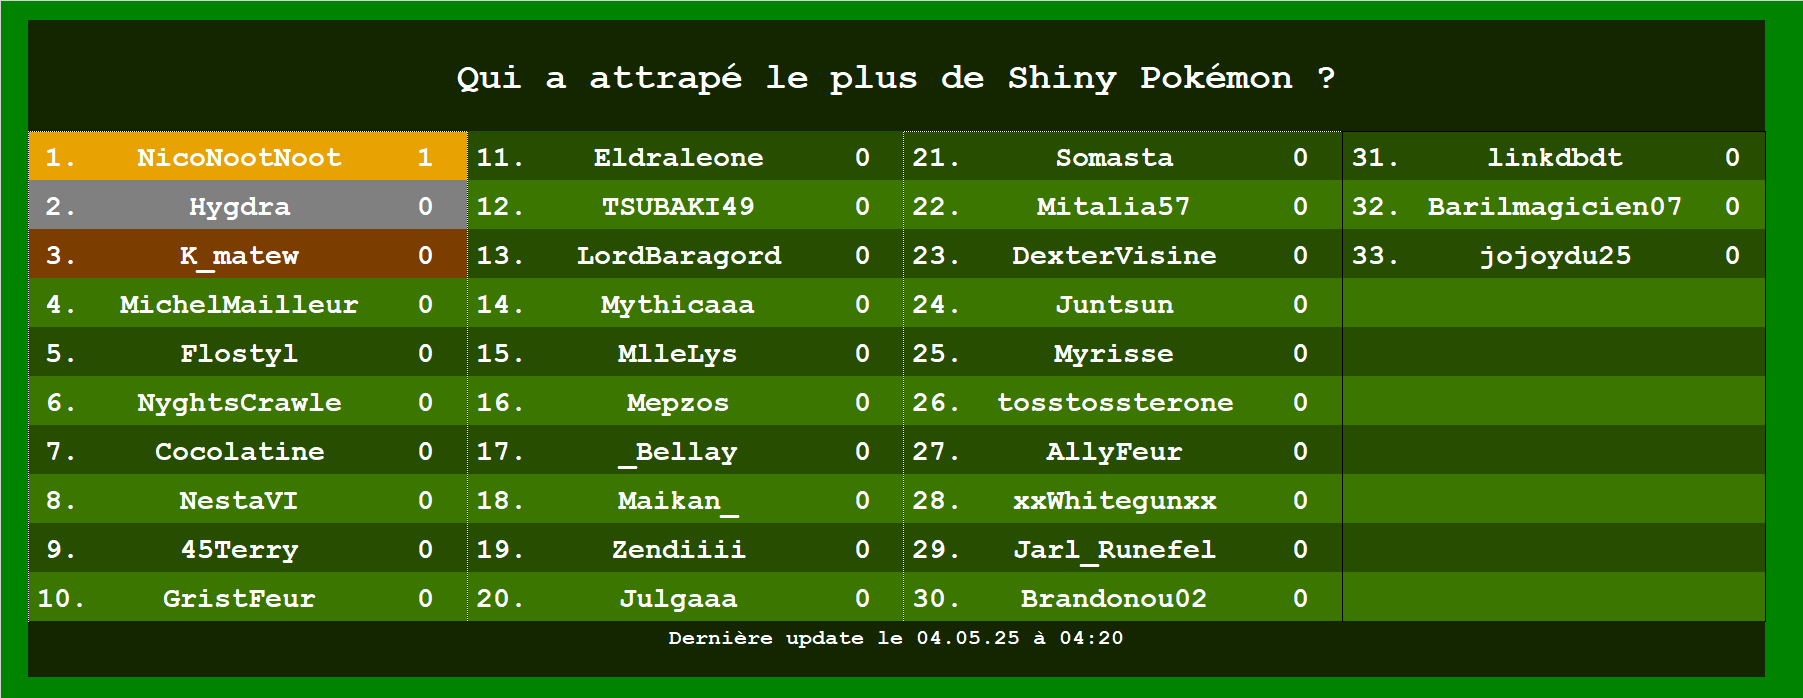 Qui a attrapé le plus de Shiny Pokémon ?
1. NicoNootNoot 1
2. Hygdra 0
3. K_matew 0
4. MichelMailleur 0
5. Flostyl 0
6. NyghtsCrawle 0
7. Cocolatine 0
8. NestaVI 0
9. 45Terry 0
10. GristFeur 0
11. Eldraleone 0
12. TSUBAKI49 0
13. LordBaragord 0
14. Mythicaaa 0
15. MlleLys 0
16. Mepzos 0
17. _Bellay 0
18. Maikan_ 0
19. Zendiiii 0
20. Julgaaa 0
21. Somasta 0
22. Mitalia57 0
23. DexterVisine 0
24. Juntsun 0
25. Myrisse 0
26. tosstossterone 0
27. AllyFeur 0
28. xxWhitegunxx 0
29. Jarl_Runefel 0
30. Brandonou02 0
31. linkdbdt 0
32. Barilmagicien07 0
33. jojoydu25 0
Dernière update le 04.05.25 à 04:20